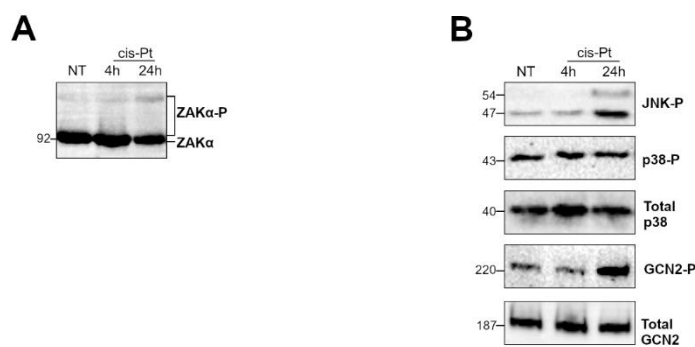 A
cis-Pt
NT 4h 24h
ZAKα-P
92
ZAKα
B
cis-Pt
NT 4h 24h
54
47
JNK-P
43
p38-P
40
Total
p38
220
GCN2-P
187
Total
GCN2